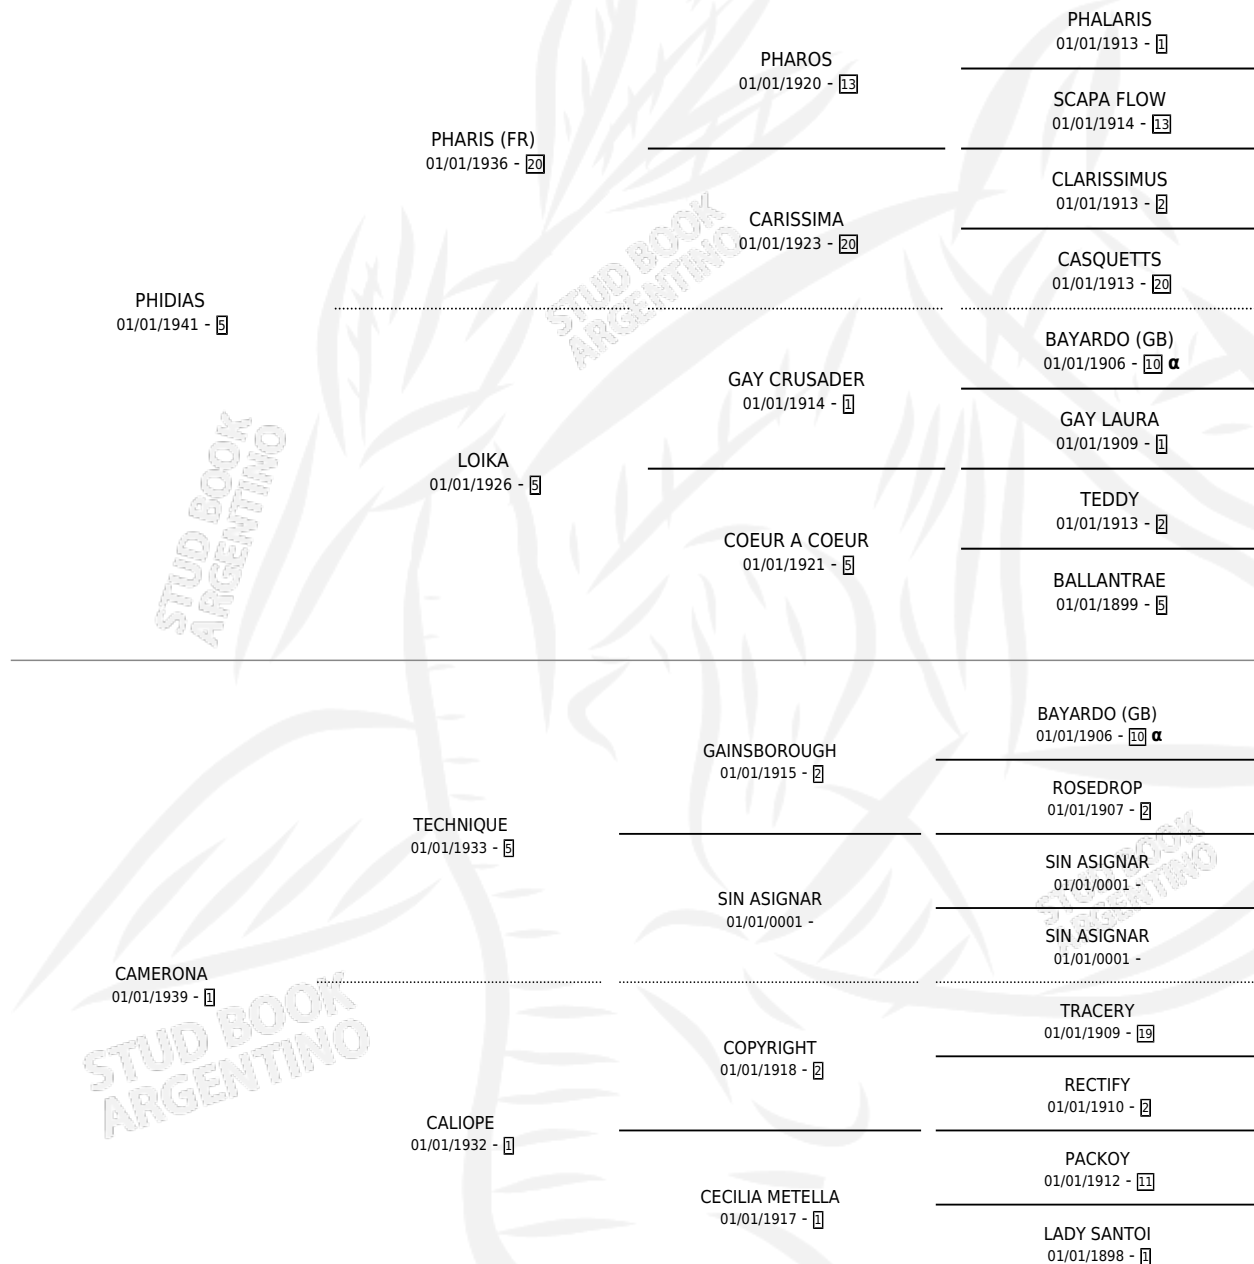 PHALARIS
01/01/1913 - 1
PHAROS
01/01/1920 - 13
SCAPA FLOW
01/01/1914 - 13
PHARIS (FR)
01/01/1936 - 20
CLARISSIMUS
01/01/1913 - 2
CARISSIMA
01/01/1923 - 20
CASQUETTS
01/01/1913 - 20
STUD BOOK
ARGENTINO
PHIDIAS
01/01/1941 - 5
BAYARDO (GB)
01/01/1906 - 10 α
GAY CRUSADER
01/01/1914 - 1
GAY LAURA
01/01/1909 - 1
LOIKA
01/01/1926 - 5
TEDDY
01/01/1913 - 2
COEUR A COEUR
01/01/1921 - 5
BALLANTRAE
01/01/1899 - 5
STUD BOOK
ARGENTINO
BAYARDO (GB)
01/01/1906 - 10 α
GAINSBOROUGH
01/01/1915 - 2
ROSEDROP
01/01/1907 - 2
TECHNIQUE
01/01/1933 - 5
SIN ASIGNAR
01/01/0001 -
SIN ASIGNAR
01/01/0001 -
SIN ASIGNAR
01/01/0001 -
STUD BOOK
ARGENTINO
CAMERONA
01/01/1939 - 1
TRACERY
01/01/1909 - 19
COPYRIGHT
01/01/1918 - 2
RECTIFY
01/01/1910 - 2
STUD BOOK
ARGENTINO
CALIOPE
01/01/1932 - 1
PACKOY
01/01/1912 - 11
CECILIA METELLA
01/01/1917 - 1
LADY SANTOI
01/01/1898 - 1